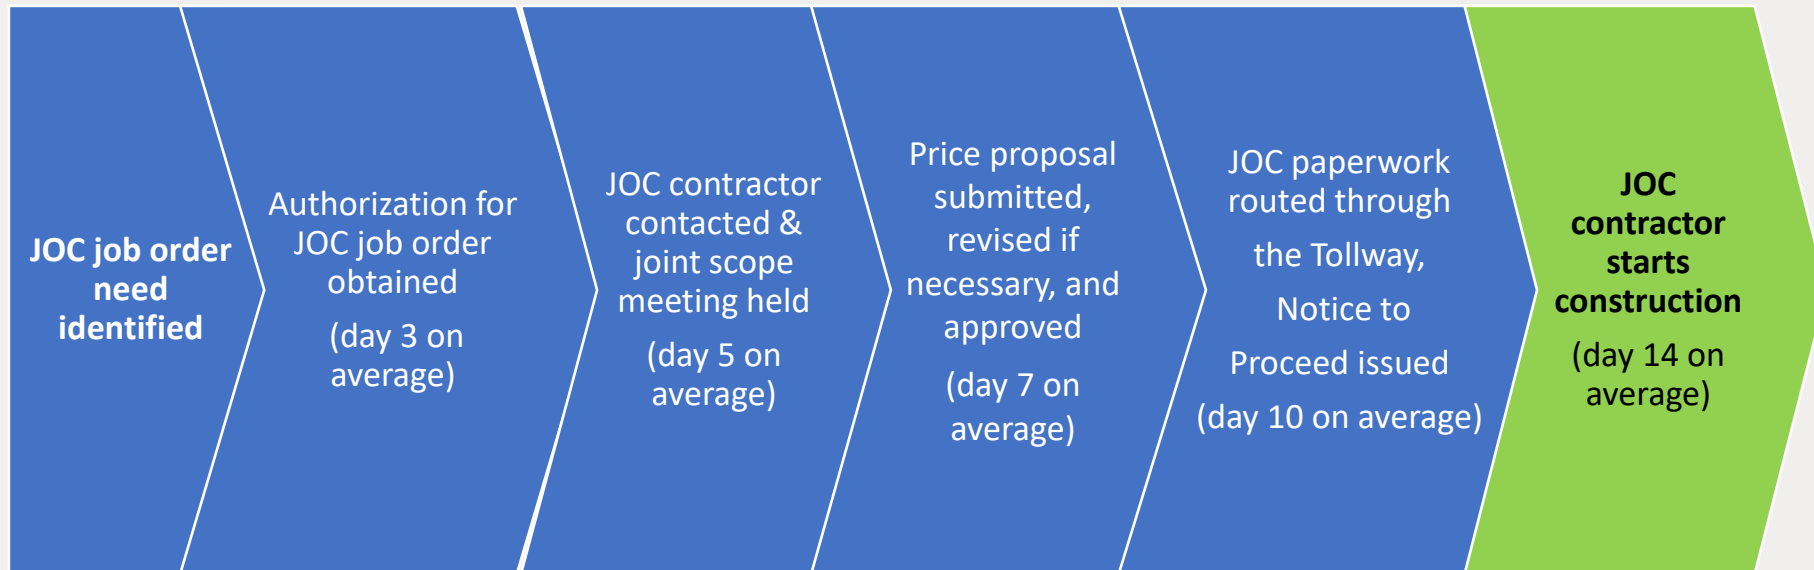 JOC job order
need
identified
Authorization for
JOC job order
obtained
(day 3 on
average)
JOC contractor
contacted &
joint scope
meeting held
(day 5 on
average)
Price proposal
submitted,
revised if
necessary, and
approved
(day 7 on
average)
JOC paperwork
routed through
the Tollway,
Notice to
Proceed issued
(day 10 on average)
JOC
contractor
starts
construction
(day 14 on
average)